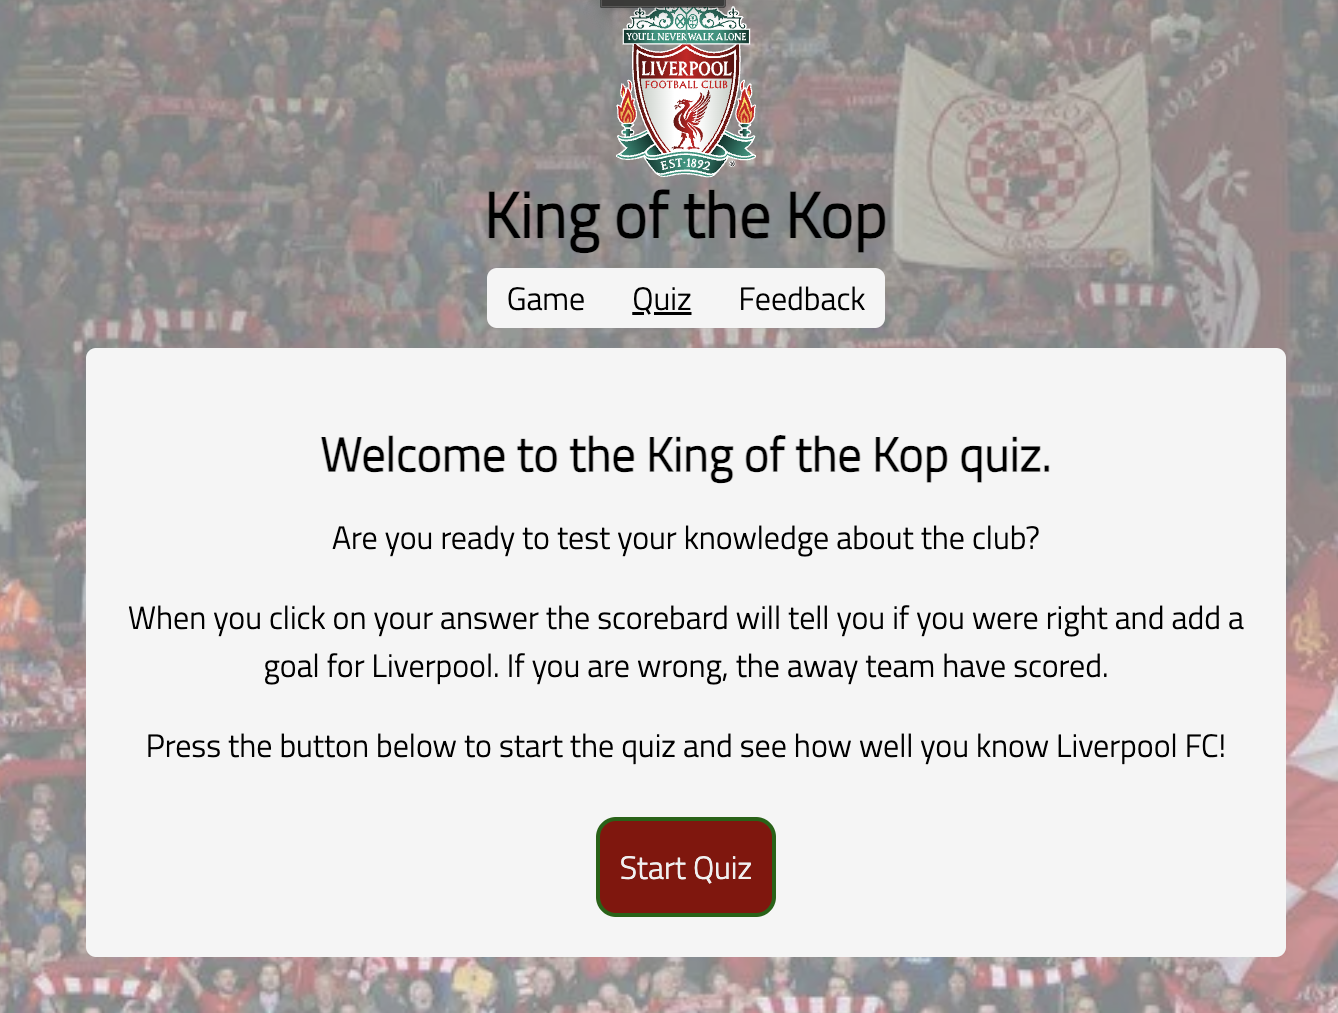 YOU'LL NEVER WALK ALONE
LIVERPOOL
FOOTBALL CLUB
EST·1892
®
King of the Kop
Game Quiz Feedback
Welcome to the King of the Kop quiz.
Are you ready to test your knowledge about the club?
When you click on your answer the scorebard will tell you if you were right and add a
goal for Liverpool. If you are wrong, the away team have scored.
Press the button below to start the quiz and see how well you know Liverpool FC!
Start Quiz